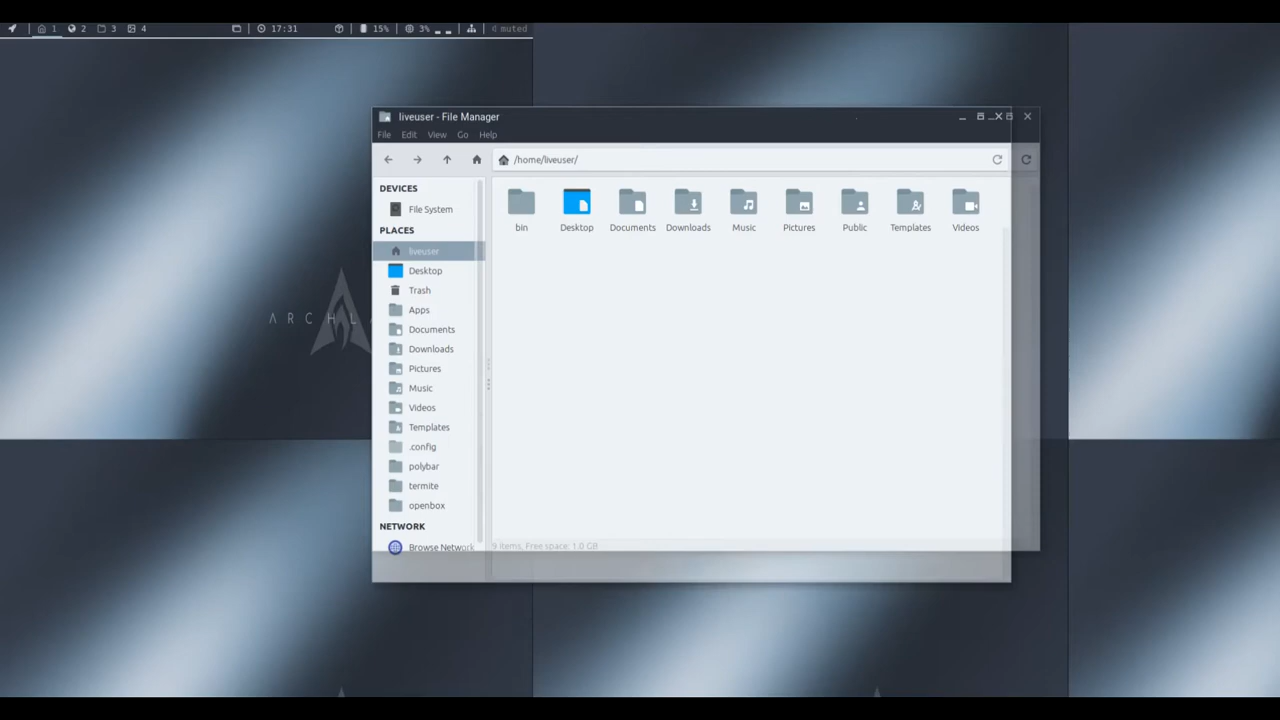 1 2 3 4 17:31 15% 3% muted
liveuser - File Manager
File Edit View Go Help
/home/liveuser/
DEVICES
File System
PLACES
liveuser
Desktop
Trash
Apps
Documents
Downloads
Pictures
Music
Videos
Templates
.config
polybar
termite
openbox
NETWORK
Browse Network
bin Desktop Documents Downloads Music Pictures Public Templates Videos
9 items, Free space: 1.0 GB
ARCHL